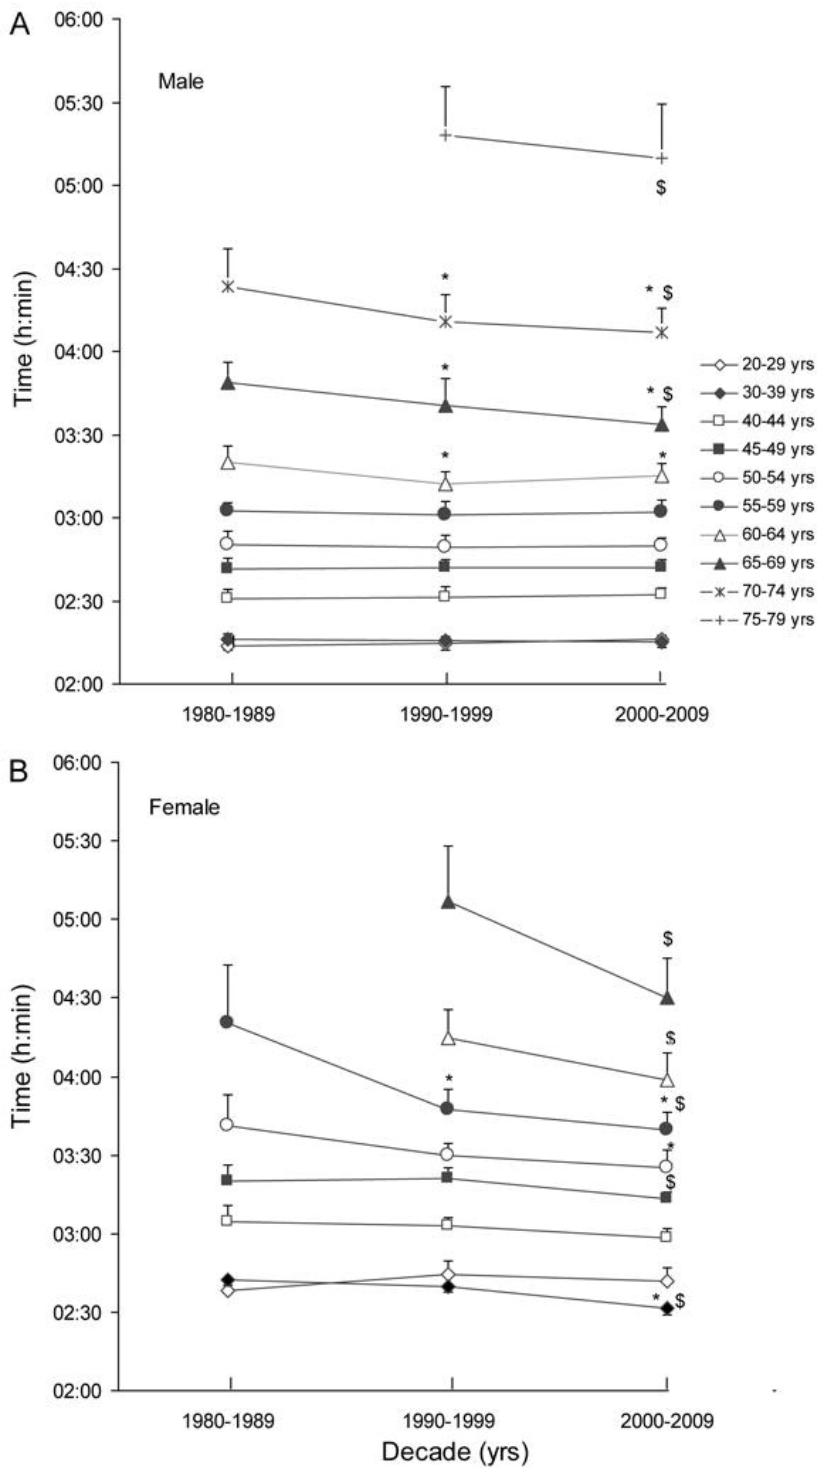 A
Male
06:00
05:30
05:00
04:30
04:00
03:30
03:00
02:30
02:00
Time (h:min)
$
*
* $
*
* $
*
*
20-29 yrs
30-39 yrs
40-44 yrs
45-49 yrs
50-54 yrs
55-59 yrs
60-64 yrs
65-69 yrs
70-74 yrs
75-79 yrs
1980-1989 1990-1999 2000-2009
B
Female
06:00
05:30
05:00
04:30
04:00
03:30
03:00
02:30
02:00
Time (h:min)
$
$
*
* $
*
$
* $
1980-1989 1990-1999 2000-2009
Decade (yrs)